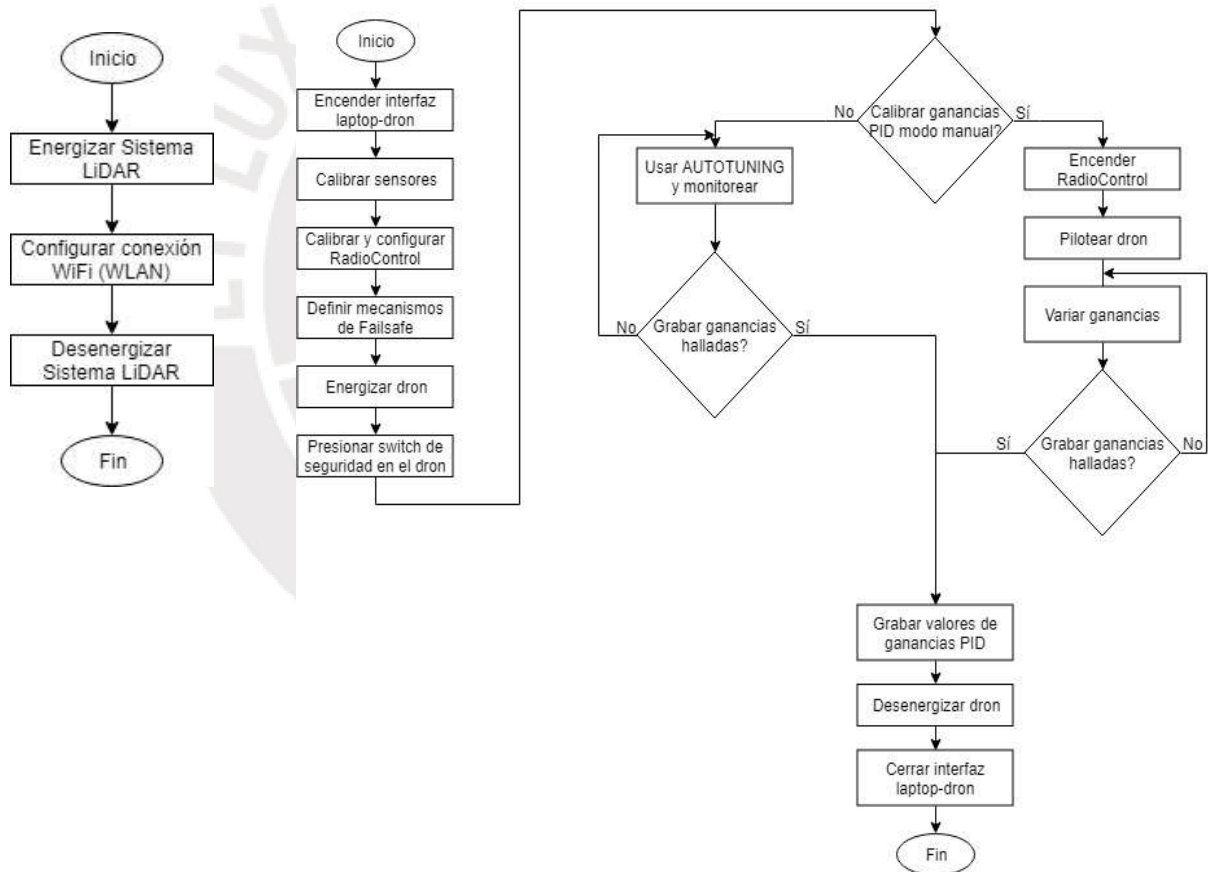 Inicio
Energizar Sistema
LiDAR
Configurar conexión
WiFi (WLAN)
Desenergizar
Sistema LiDAR
Fin
Inicio
Encender interfaz
laptop-dron
Calibrar sensores
Calibrar y configurar
RadioControl
Definir mecanismos
de Failsafe
Energizar dron
Presionar switch de
seguridad en el dron
Calibrar ganancias
PID modo manual?
No
Sí
Usar AUTOTUNING
y monitorear
Grabar ganancias
halladas?
No
Sí
Encender
RadioControl
Pilotear dron
Variar ganancias
Grabar ganancias
halladas?
Sí
No
Grabar valores de
ganancias PID
Desenergizar dron
Cerrar interfaz
laptop-dron
Fin